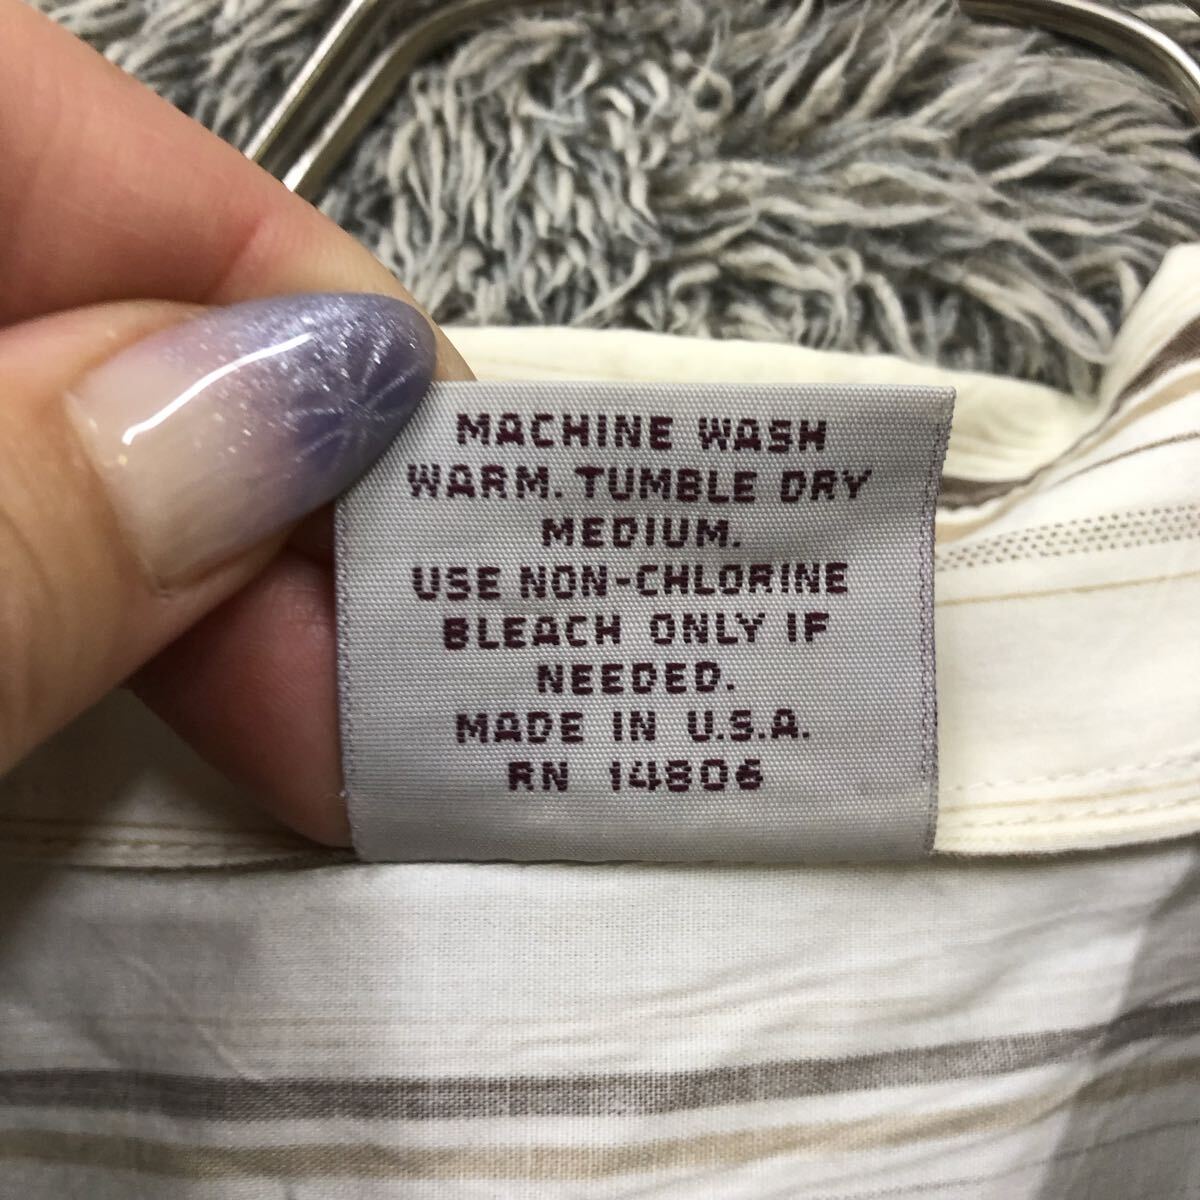 MACHINE WASH
WARM. TUMBLE DRY
MEDIUM.
USE NON-CHLORINE
BLEACH ONLY IF
NEEDED.
MADE IN U.S.A.
RN 14806